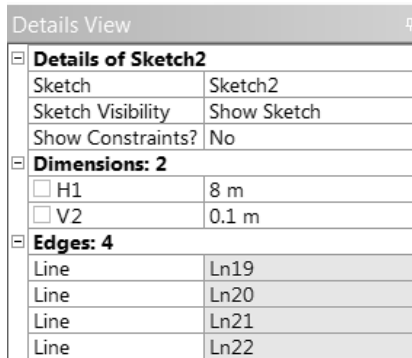 Details View
Details of Sketch2
Sketch Sketch2
Sketch Visibility Show Sketch
Show Constraints? No
Dimensions: 2
H1 8 m
V2 0.1 m
Edges: 4
Line Ln19
Line Ln20
Line Ln21
Line Ln22